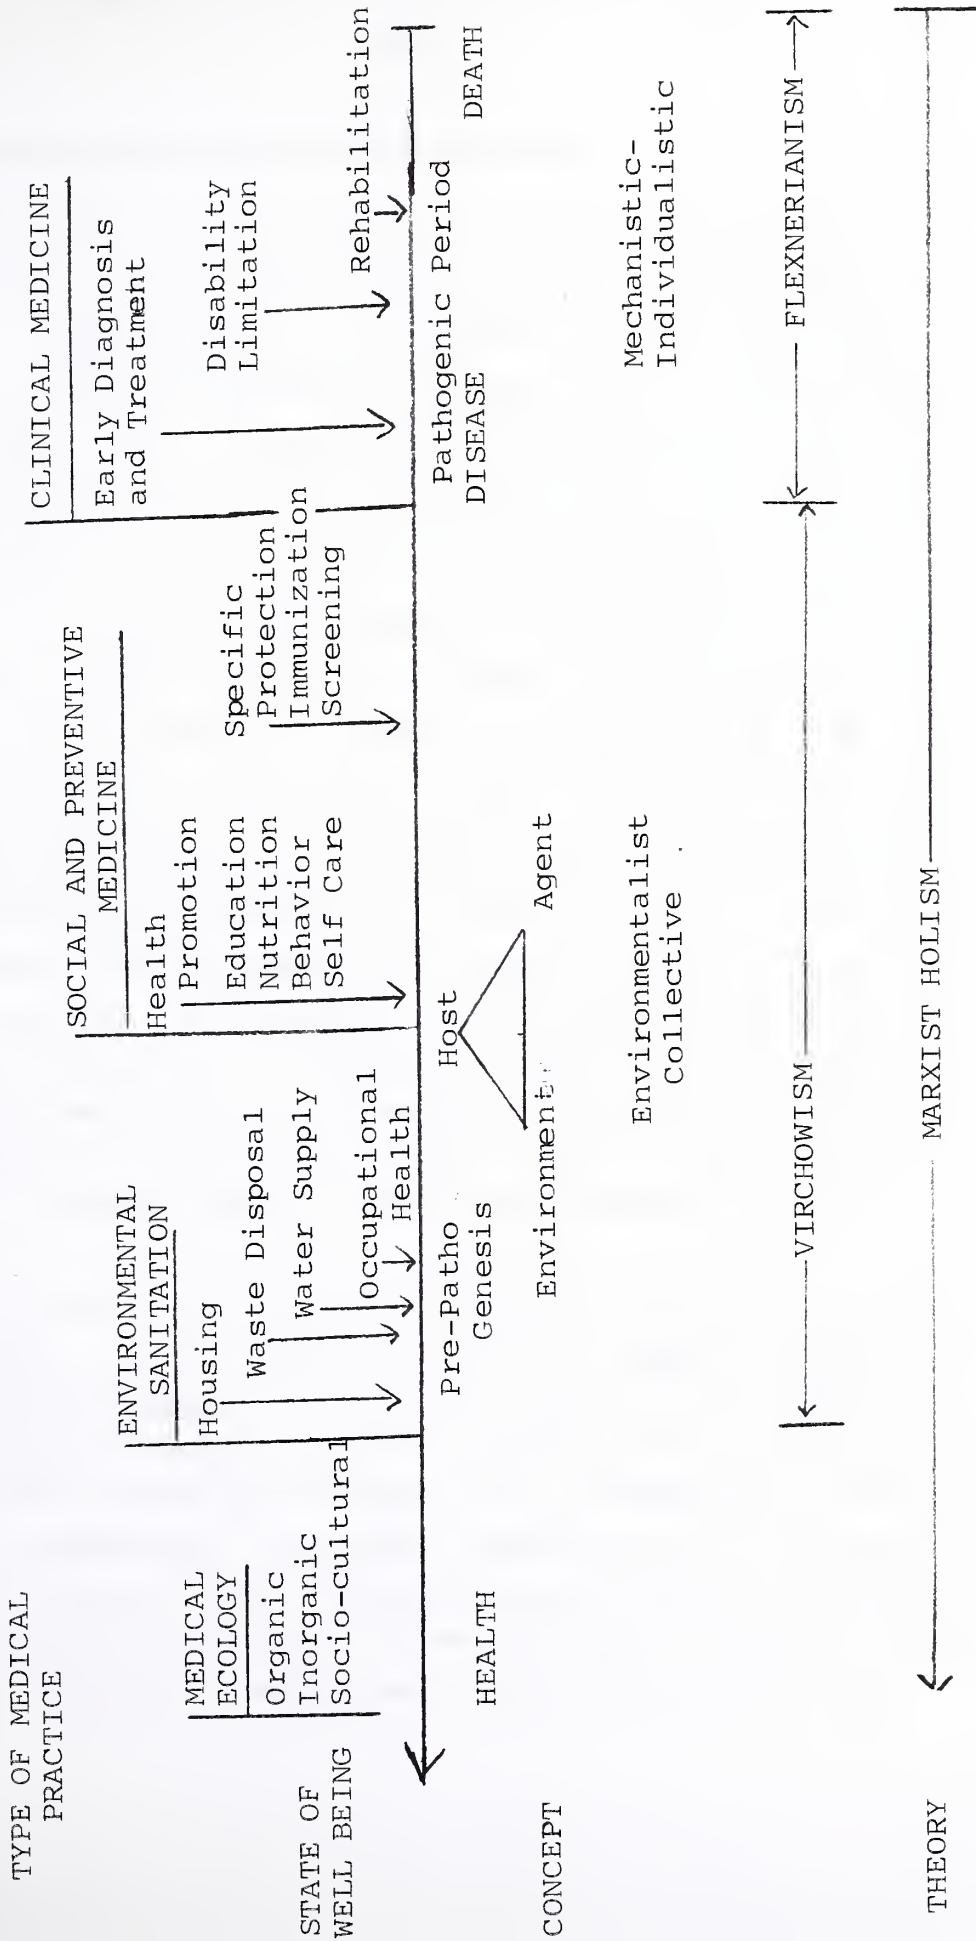 TYPE OF MEDICAL
PRACTICE
MEDICAL
ECOLOGY
Organic
Inorganic
Socio-cultural
ENVIRONMENTAL
SANITATION
Housing
Waste Disposal
Water Supply
Occupational
Health
SOCIAL AND PREVENTIVE
MEDICINE
Health
Promotion
Education
Nutrition
Behavior
Self Care
Specific
Protection
Immunization
Screening
CLINICAL MEDICINE
Early Diagnosis
and Treatment
Disability
Limitation
Rehabilitation
STATE OF
WELL BEING
HEALTH
Pre-Patho
Genesis
Host
Environment
Agent
Pathogenic Period
DISEASE
DEATH
CONCEPT
Environmentalist
Collective
Mechanistic-
Individualistic
VIRCHOWISM
FLEXNERIANISM
THEORY
MARXIST HOLISM